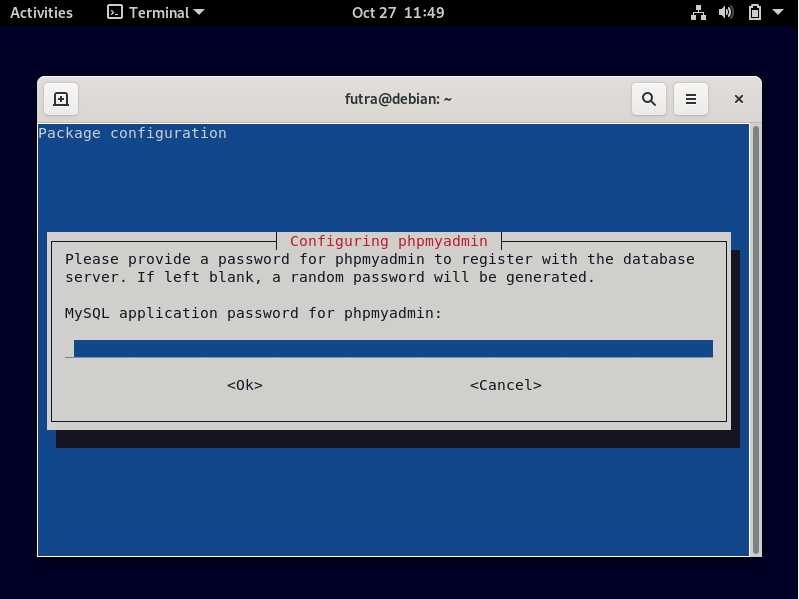 Activities Terminal Oct 27 11:49
futra@debian: ~
Package configuration
Configuring phpmyadmin
Please provide a password for phpmyadmin to register with the database
server. If left blank, a random password will be generated.
MySQL application password for phpmyadmin:
<Ok> <Cancel>